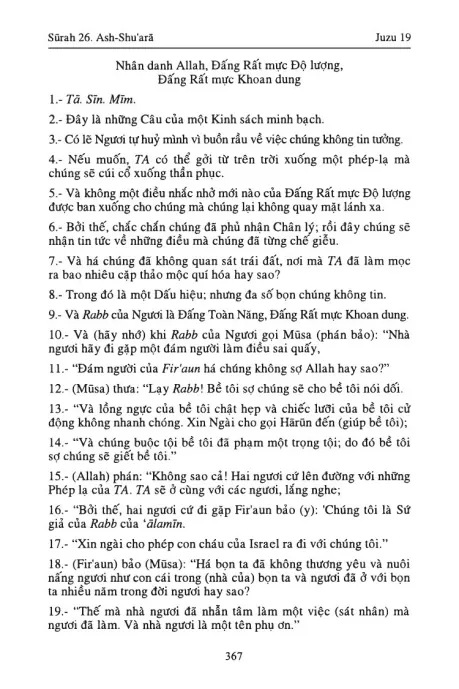 Sūrah 26. Ash-Shu'arā Juzu 19
Nhân danh Allah, Đấng Rất mực Độ lượng,
Đấng Rất mực Khoan dung
1.- Tā. Sīn. Mīm.
2.- Đây là những Câu của một Kinh sách minh bạch.
3.- Có lẽ Ngươi tự huỷ mình vì buồn rầu về việc chúng không tin tưởng.
4.- Nếu muốn, TA có thể gởi từ trên trời xuống một phép-lạ mà
chúng sẽ cúi cổ xuống thần phục.
5.- Và không một điều nhắc nhở mới nào của Đấng Rất mực Độ lượng
được ban xuống cho chúng mà chúng lại không quay mặt lánh xa.
6.- Bởi thế, chắc chắn chúng đã phủ nhận Chân lý; rồi đây chúng sẽ
nhận tin tức về những điều mà chúng đã từng chế giễu.
7.- Và há chúng đã không quan sát trái đất, nơi mà TA đã làm mọc
ra bao nhiêu cặp thảo mộc quí hóa hay sao?
8.- Trong đó là một Dấu hiệu; nhưng đa số bọn chúng không tin.
9.- Và Rabb của Ngươi là Đấng Toàn Năng, Đấng Rất mực Khoan dung.
10.- Và (hãy nhớ) khi Rabb của Ngươi gọi Mūsa (phán bảo): “Nhà
ngươi hãy đi gặp một đám người làm điều sai quấy,
11.- “Đám người của Fir'aun há chúng không sợ Allah hay sao?”
12.- (Mūsa) thưa: “Lạy Rabb! Bề tôi sợ chúng sẽ cho bề tôi nói dối.
13.- “Và lồng ngực của bề tôi chật hẹp và chiếc lưỡi của bề tôi cử
động không nhanh chóng. Xin Ngài cho gọi Hārūn đến (giúp bề tôi);
14.- “Và chúng buộc tội bề tôi đã phạm một trọng tội; do đó bề tôi
sợ chúng sẽ giết bề tôi.”
15.- (Allah) phán: “Không sao cả! Hai ngươi cứ lên đường với những
Phép lạ của TA. TA sẽ ở cùng với các ngươi, lắng nghe;
16.- “Bởi thế, hai ngươi cứ đi gặp Fir'aun bảo (y): 'Chúng tôi là Sứ
giả của Rabb của ‘ālamīn.
17.- “Xin ngài cho phép con cháu của Israel ra đi với chúng tôi.”
18.- (Fir'aun) bảo (Mūsa): “Há bọn ta đã không thương yêu và nuôi
nấng ngươi như con cái trong (nhà của) bọn ta và ngươi đã ở với bọn
ta nhiều năm trong đời ngươi hay sao?
19.- “Thế mà nhà ngươi đã nhẫn tâm làm một việc (sát nhân) mà
ngươi đã làm. Và nhà ngươi là một tên phụ ơn.”
367